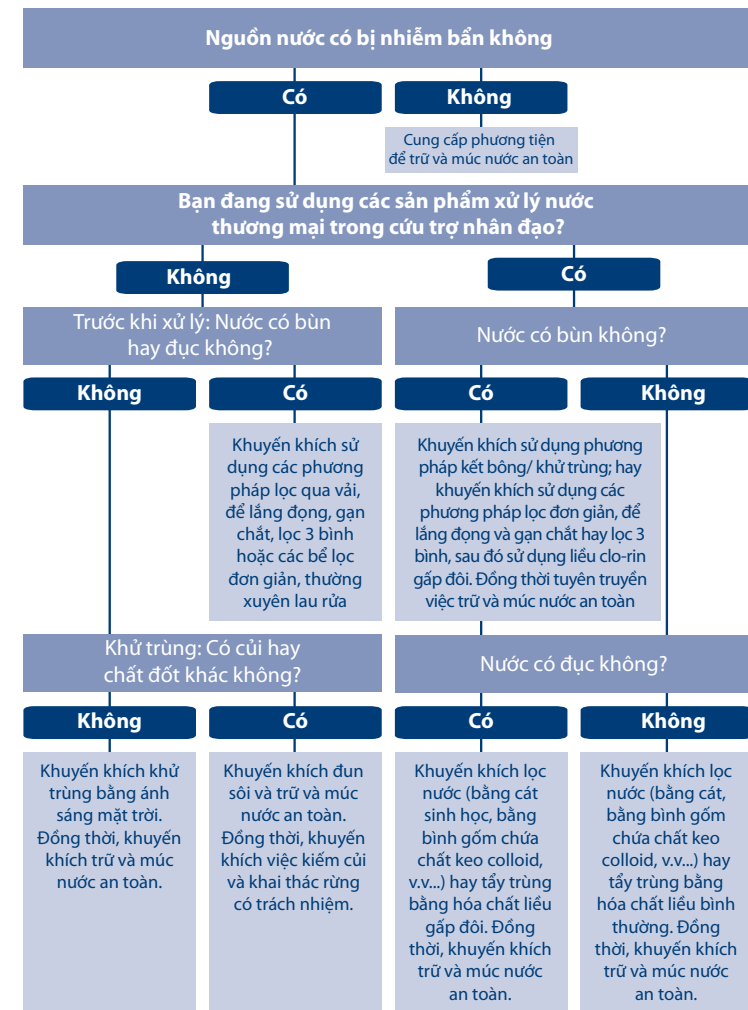 Nguồn nước có bị nhiễm bẩn không
Có
Không
Cung cấp phương tiện
để trữ và múc nước an toàn
Bạn đang sử dụng các sản phẩm xử lý nước
thương mại trong cứu trợ nhân đạo?
Không
Có
Trước khi xử lý: Nước có bùn
hay đục không?
Nước có bùn không?
Không
Có
Có
Không
Khuyến khích sử
dụng các phương
pháp lọc qua vải,
để lắng đọng, gạn
chắt, lọc 3 bình
hoặc các bể lọc
đơn giản, thường
xuyên lau rửa
Khuyến khích sử dụng phương
pháp kết bông/ khử trùng; hay
khuyến khích sử dụng các
phương pháp lọc đơn giản, để
lắng đọng và gạn chắt hay lọc 3
bình, sau đó sử dụng liều clo-rin
gấp đôi. Đồng thời tuyên truyền
việc trữ và múc nước an toàn
Khử trùng: Có củi hay
chất đốt khác không?
Nước có đục không?
Không
Có
Có
Không
Khuyến khích khử
trùng bằng ánh
sáng mặt trời.
Đồng thời, khuyến
khích trữ và múc
nước an toàn.
Khuyến khích đun
sôi và trữ và múc
nước an toàn.
Đồng thời, khuyến
khích việc kiếm củi
và khai thác rừng
có trách nhiệm.
Khuyến khích lọc
nước (bằng cát
sinh học, bằng
bình gốm chứa
chất keo colloid,
v.v...) hay tẩy trùng
bằng hóa chất liều
gấp đôi. Đồng
thời, khuyến khích
trữ và múc nước
an toàn.
Khuyến khích lọc
nước (bằng cát,
bằng bình gốm
chứa chất keo
colloid, v.v...) hay
tẩy trùng bằng
hóa chất liều bình
thường. Đồng
thời, khuyến khích
trữ và múc nước
an toàn.